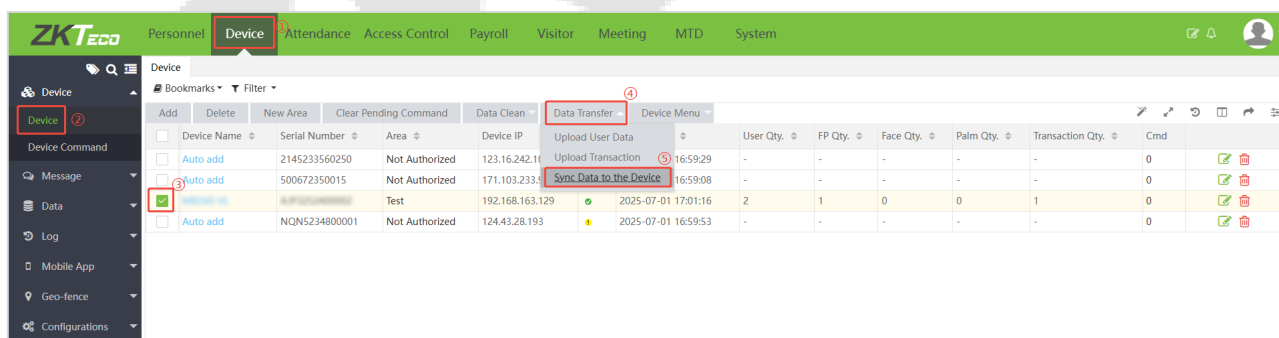 ZKTECO Personnel Device ① Attendance Access Control Payroll Visitor Meeting MTD System
Device
Device
Bookmarks Filter
④
Device ②
Add Delete New Area Clear Pending Command Data Clean Data Transfer Device Menu
Device Name Serial Number Area Device IP User Qty. FP Qty. Face Qty. Palm Qty. Transaction Qty. Cmd
Upload User Data
Device Command
Auto add 2145233560250 Not Authorized 123.16.242.1 16:59:29 - - - - - 0
Upload Transaction ⑤
Message
③ Auto add 500672350015 Not Authorized 171.103.233. 16:59:08 - - - - - 0
Sync Data to the Device
Test 192.168.163.129 2025-07-01 17:01:16 2 1 0 0 1 0
Data
Auto add NQN5234800001 Not Authorized 124.43.28.193 2025-07-01 16:59:53 - - - - - 0
Log
Mobile App
Geo-fence
Configurations